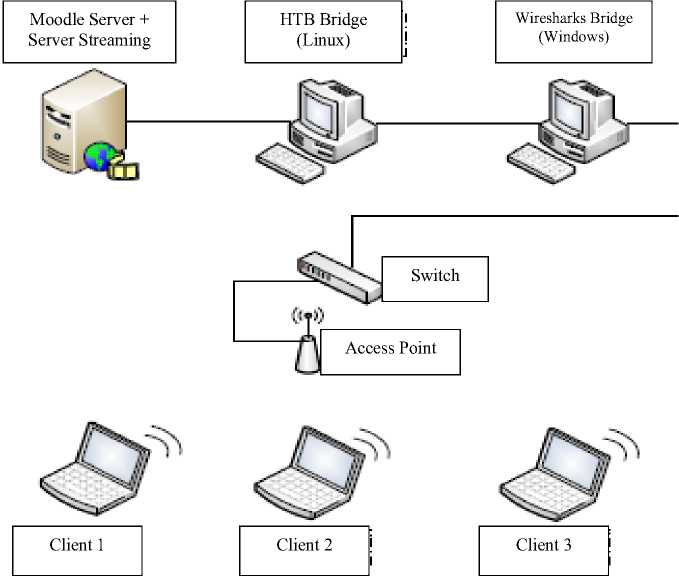 Moodle Server +
Server Streaming
HTB Bridge
(Linux)
Wiresharks Bridge
(Windows)
Switch
Access Point
Client 1
Client 2
Client 3